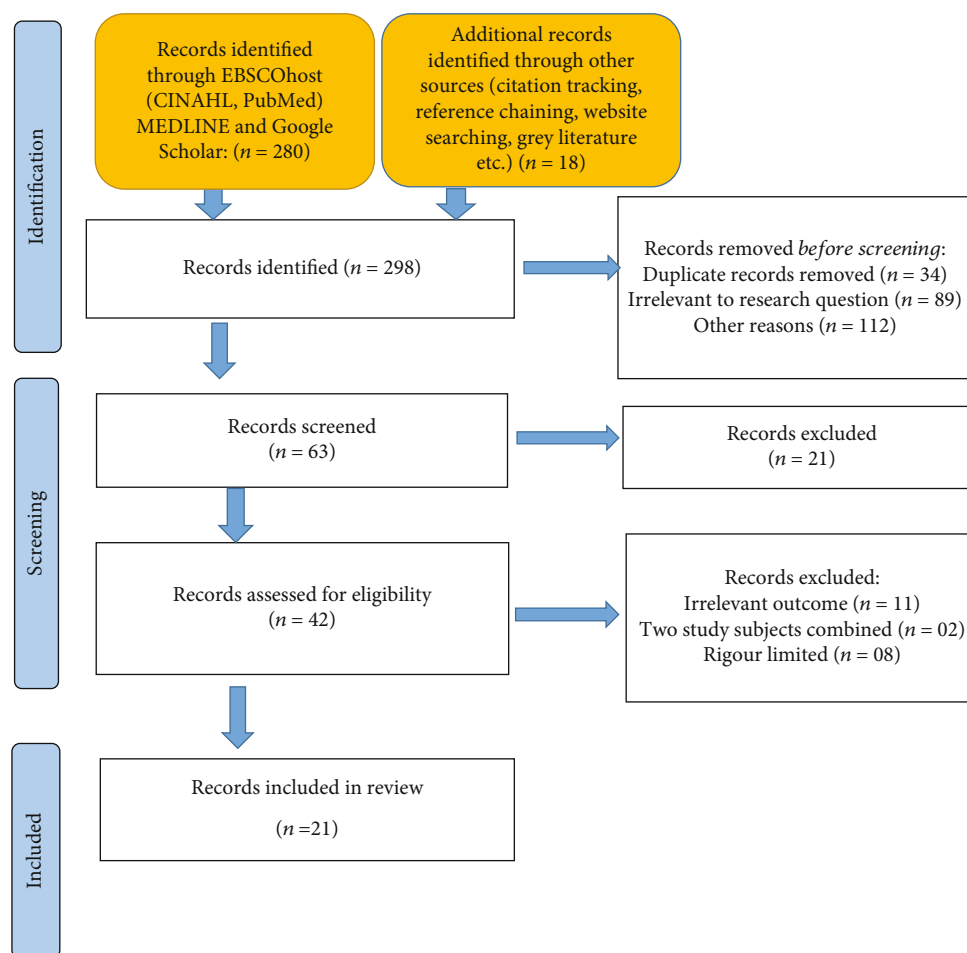 Identification
Records identified
through EBSCOhost
(CINAHL, PubMed)
MEDLINE and Google
Scholar: (n = 280)
Additional records
identified through other
sources (citation tracking,
reference chaining, website
searching, grey literature
etc.) (n = 18)
Records identified (n = 298)
Records removed before screening:
Duplicate records removed (n = 34)
Irrelevant to research question (n = 89)
Other reasons (n = 112)
Screening
Records screened
(n = 63)
Records excluded
(n = 21)
Records assessed for eligibility
(n = 42)
Records excluded:
Irrelevant outcome (n = 11)
Two study subjects combined (n = 02)
Rigour limited (n = 08)
Included
Records included in review
(n =21)